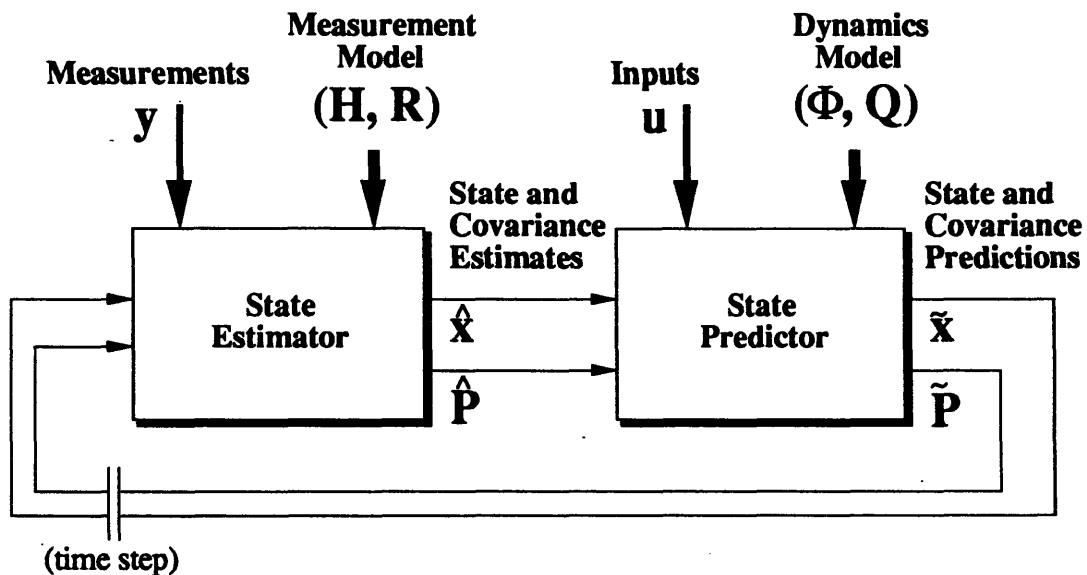 Measurements
y
Measurement
Model
(H, R)
Inputs
u
Dynamics
Model
(Φ, Q)
State and
Covariance
Estimates
State and
Covariance
Predictions
State
Estimator
x̂
P̂
State
Predictor
x̃
P̃
(time step)